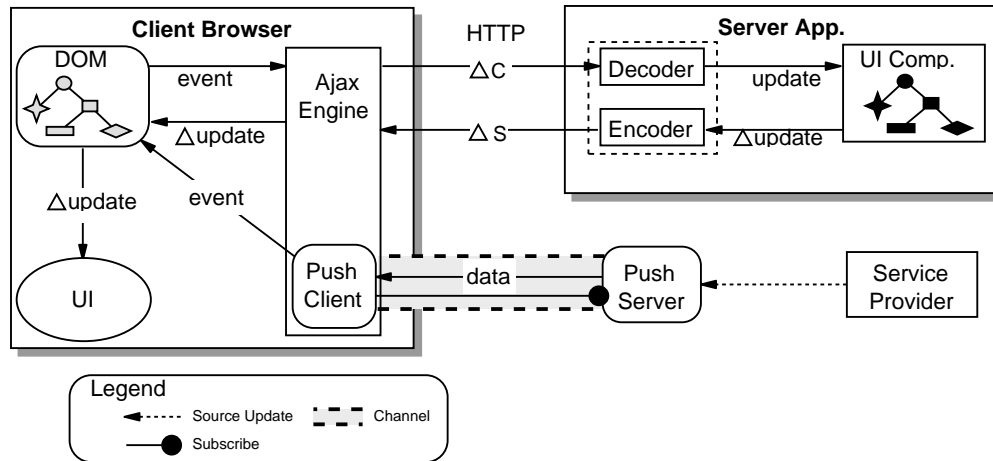 Client Browser
DOM
event
Ajax
Engine
△update
event
△update
UI
Push
Client
HTTP
△C
△S
data
Server App.
Decoder
update
UI Comp.
Encoder
△update
Push
Server
Service
Provider
Legend
Source Update
Channel
Subscribe